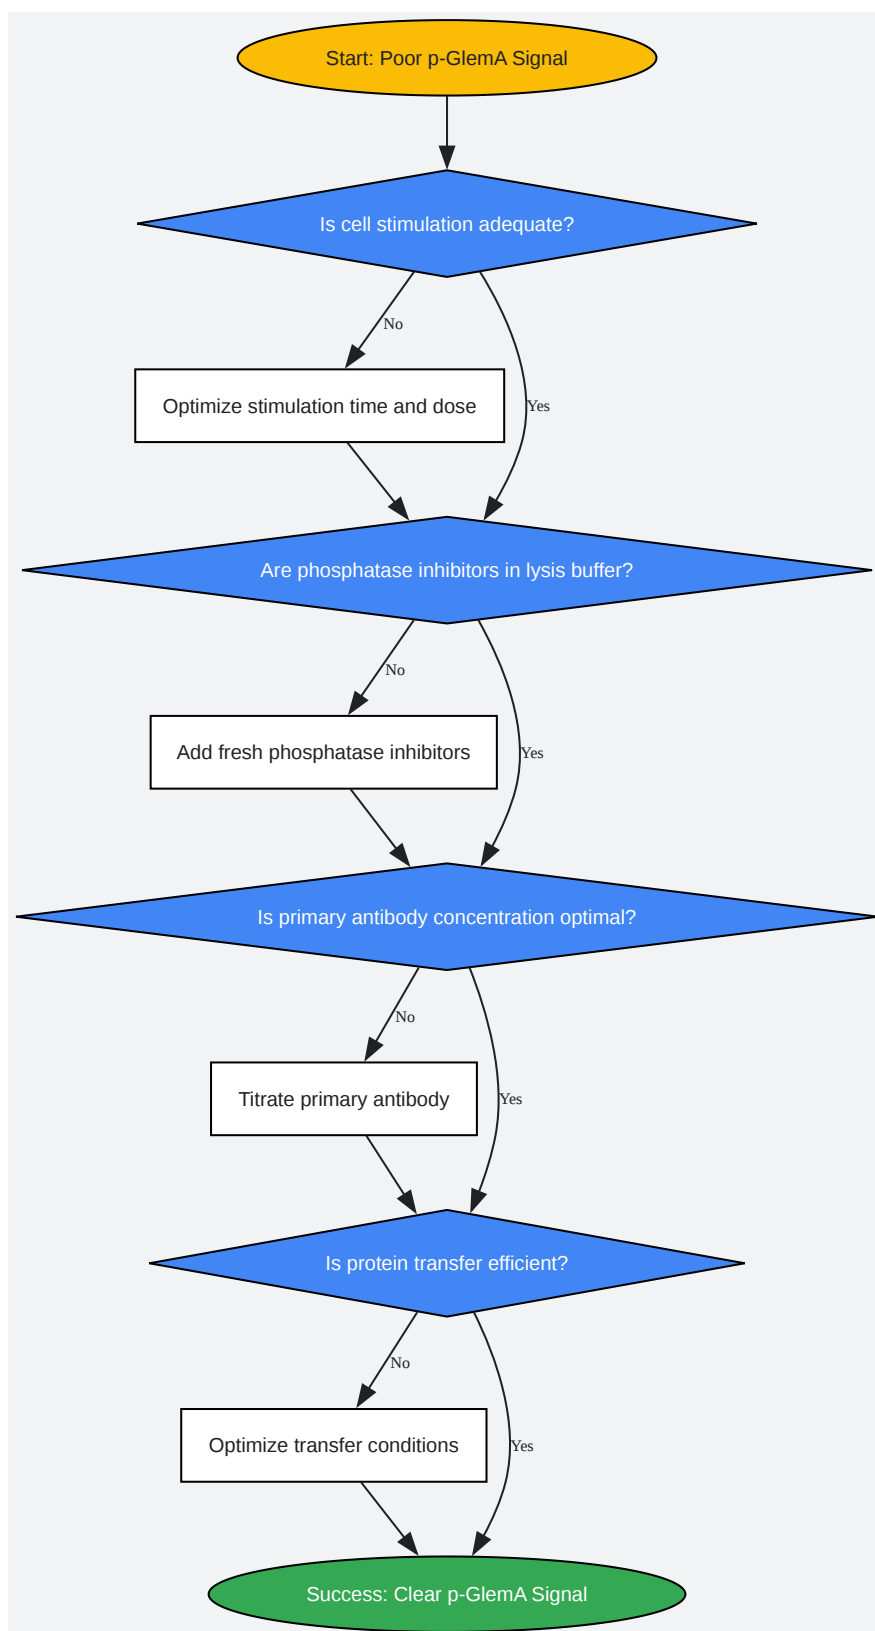 Start: Poor p-GlemA Signal
Is cell stimulation adequate?
No
Optimize stimulation time and dose
Yes
Are phosphatase inhibitors in lysis buffer?
No
Add fresh phosphatase inhibitors
Yes
Is primary antibody concentration optimal?
No
Titrate primary antibody
Yes
Is protein transfer efficient?
No
Optimize transfer conditions
Yes
Success: Clear p-GlemA Signal